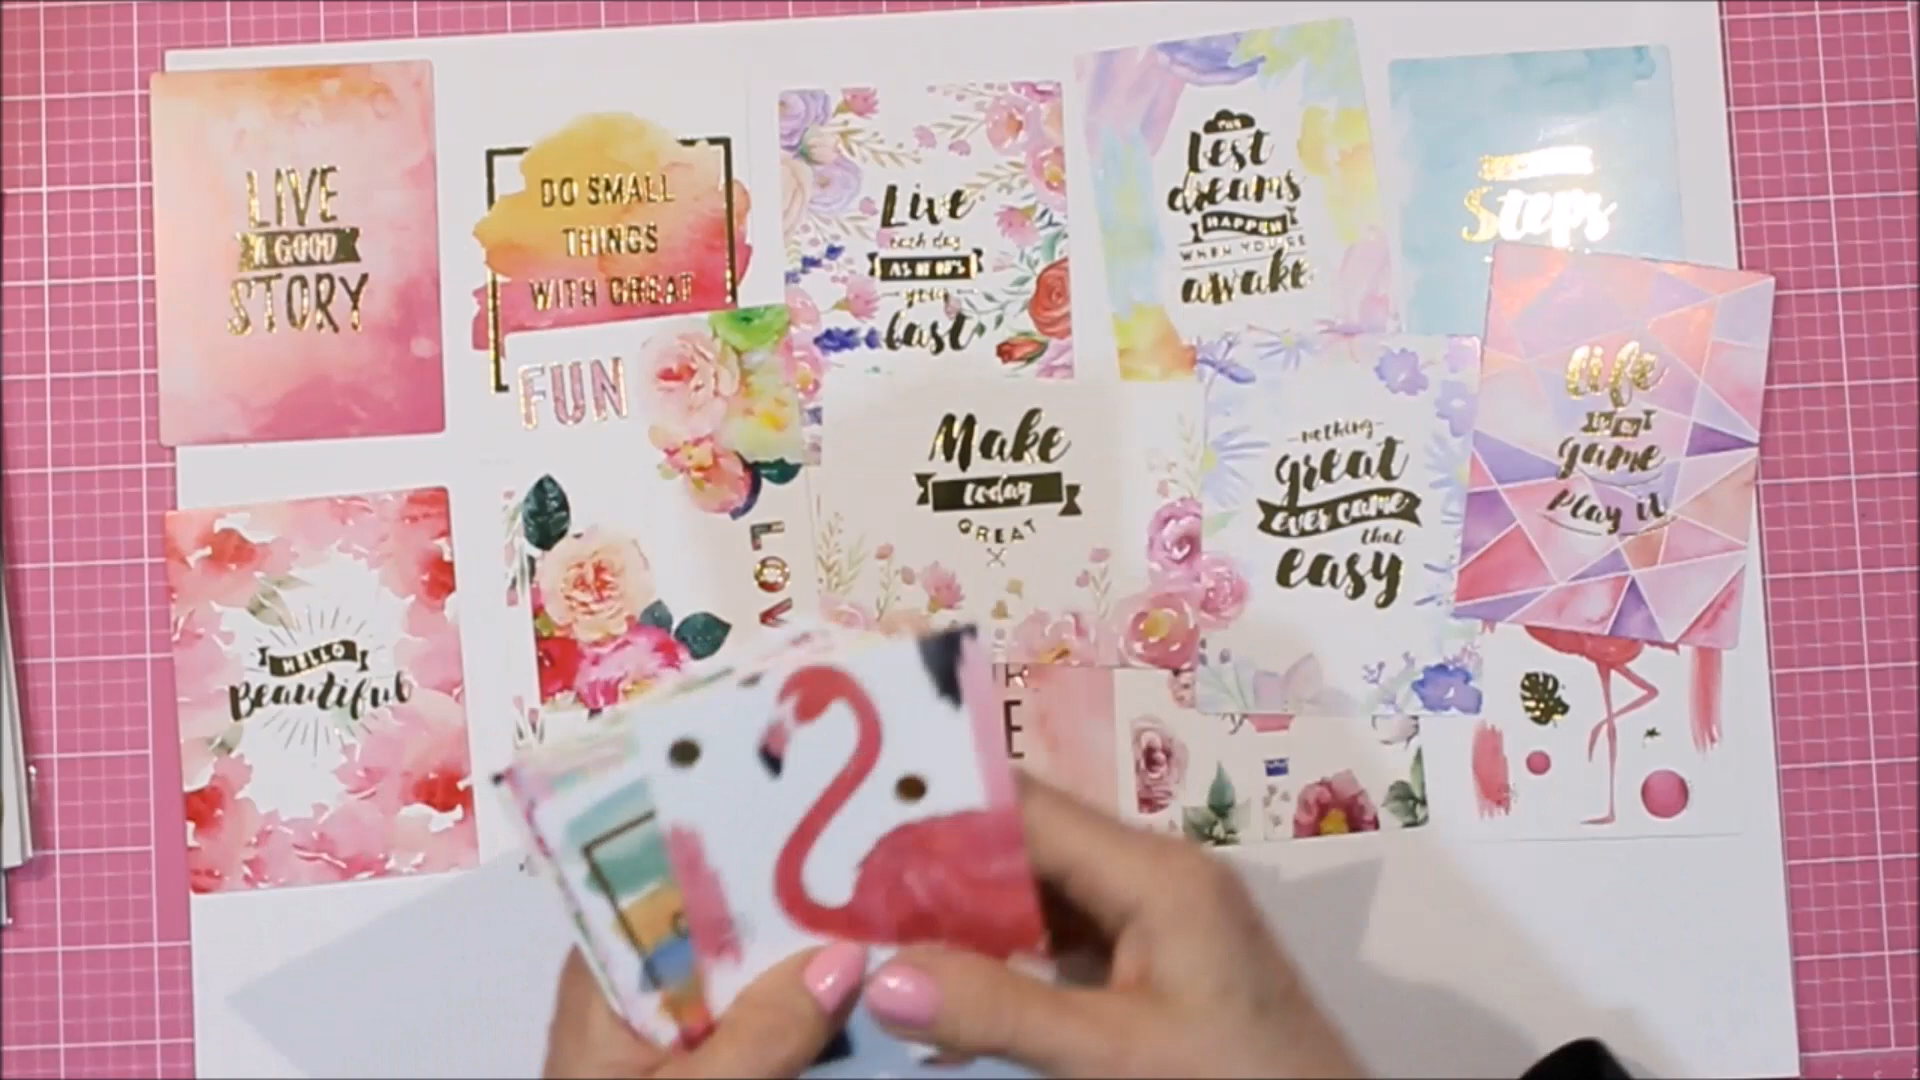 LIVE
A GOOD
STORY
DO SMALL
THINGS
WITH GREAT
Live
each day
AS IF IT'S
your
last
THE
best
dreams
HAPPEN
WHEN YOU'RE
awake
Steps
FUN
LOV
Make
today
GREAT
nothing
great
ever came
that
easy
life
game
play it
HELLO
Beautiful
R
E